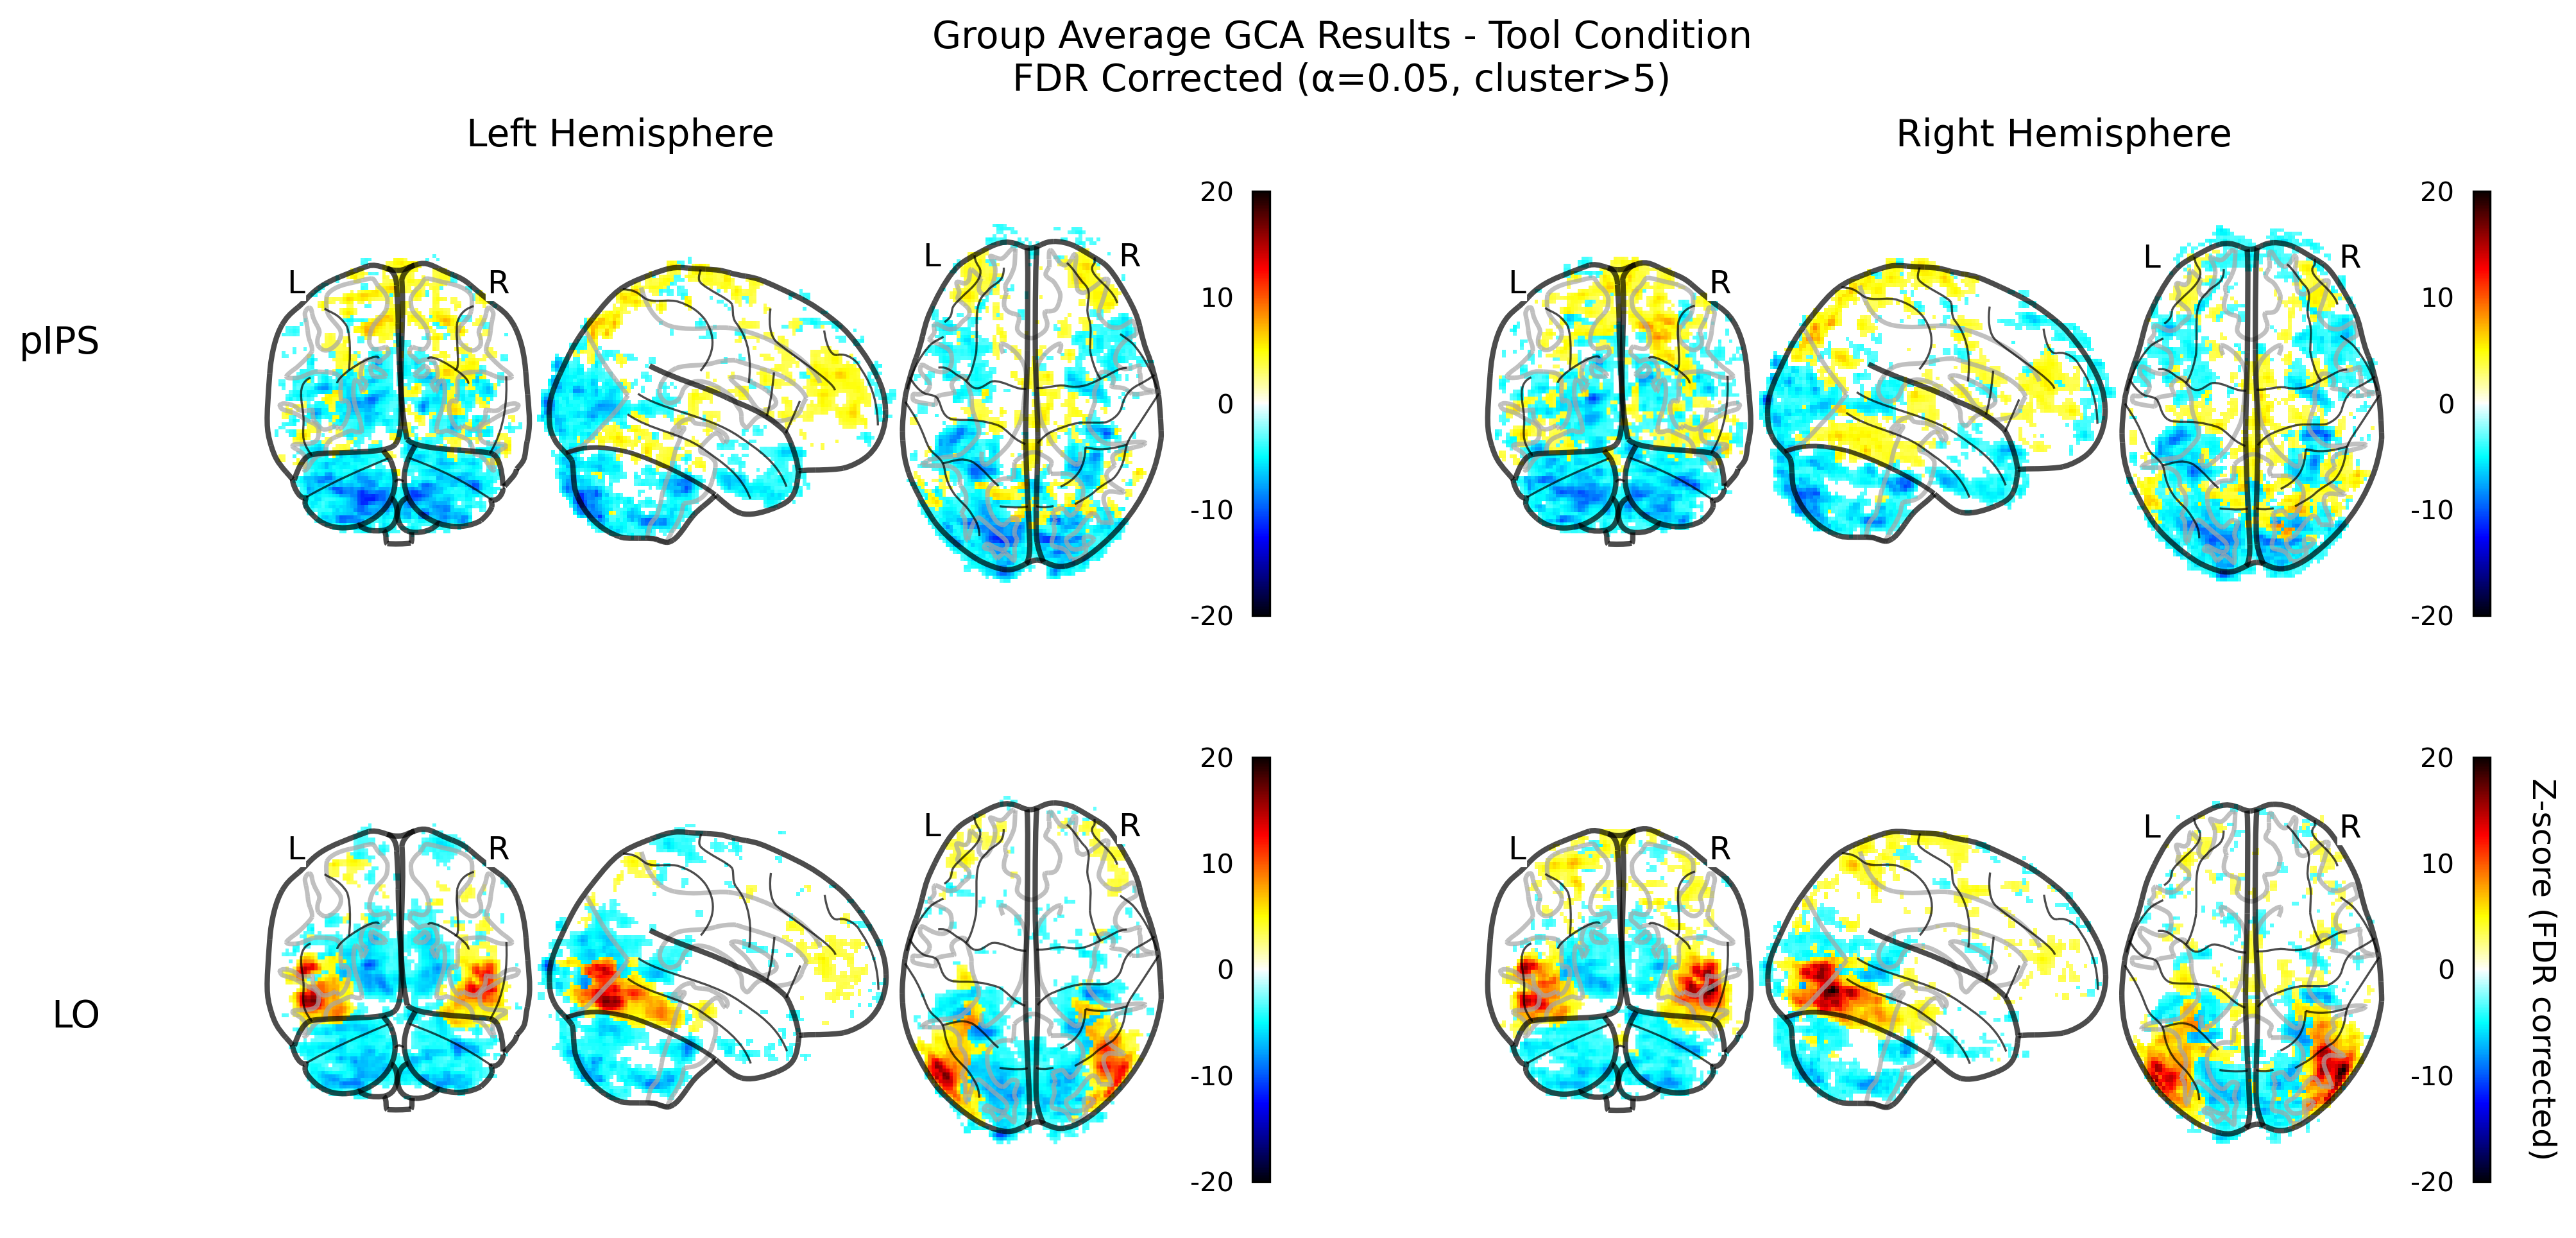 Group Average GCA Results - Tool Condition
FDR Corrected (α=0.05, cluster>5)
Left Hemisphere
Right Hemisphere
pIPS
L
R
L
R
20
10
0
-10
-20
L
R
L
R
20
10
0
-10
-20
LO
L
R
L
R
20
10
0
-10
-20
L
R
L
R
20
10
0
-10
-20
Z-score (FDR corrected)